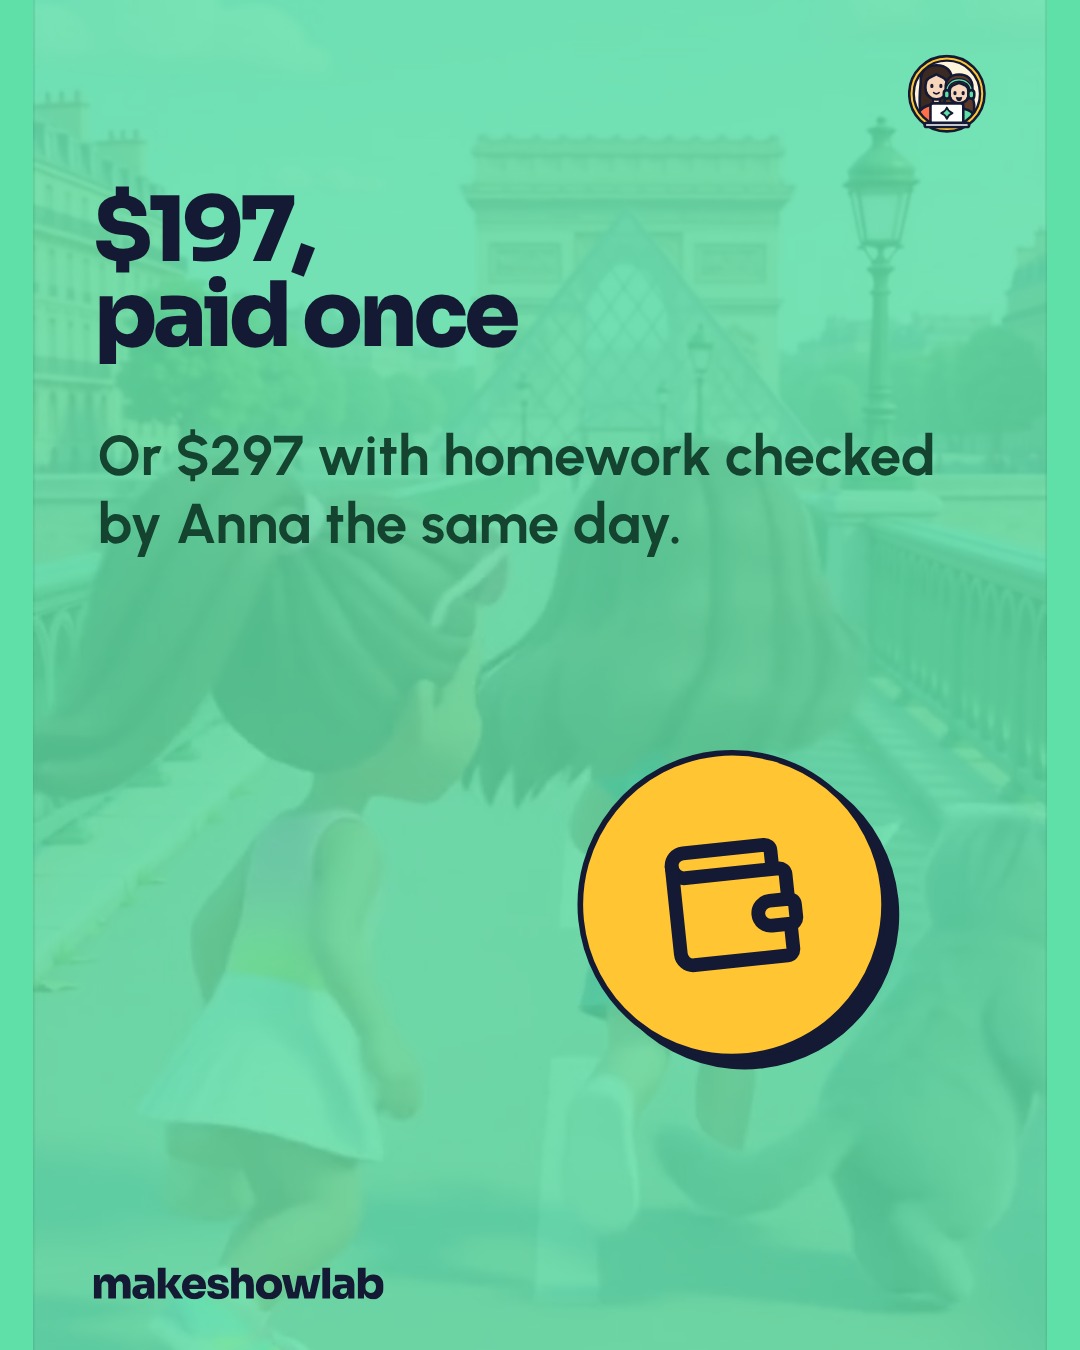 $197,
paid once
Or $297 with homework checked
by Anna the same day.
makeshowlab